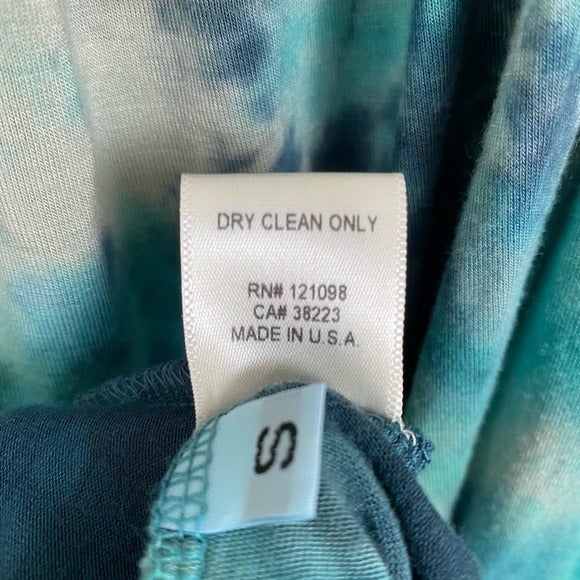 DRY CLEAN ONLY
RN# 121098
CA# 38223
MADE IN U.S.A.
S